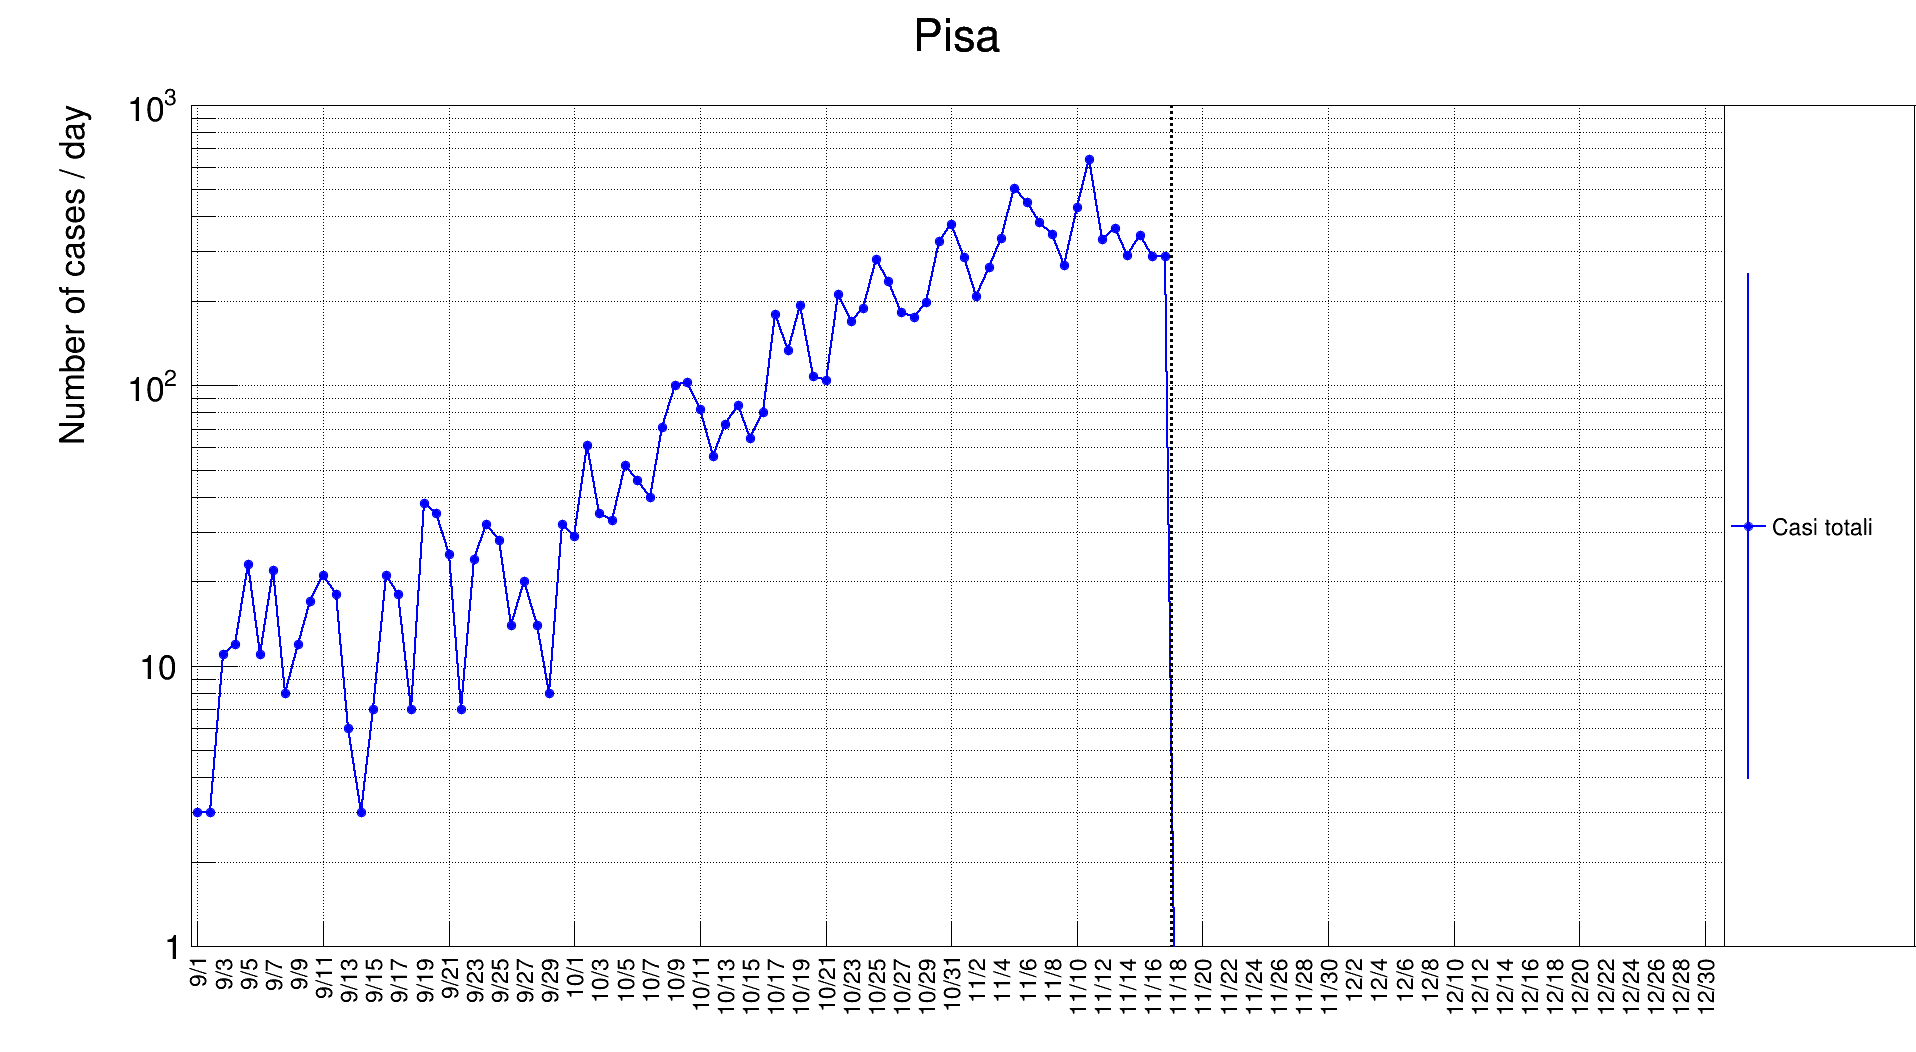 Pisa
Number of cases / day
10³
10²
10
1
9/1 9/3 9/5 9/7 9/9 9/11 9/13 9/15 9/17 9/19 9/21 9/23 9/25 9/27 9/29 10/1 10/3 10/5 10/7 10/9 10/11 10/13 10/15 10/17 10/19 10/21 10/23 10/25 10/27 10/29 10/31 11/2 11/4 11/6 11/8 11/10 11/12 11/14 11/16 11/18 11/20 11/22 11/24 11/26 11/28 11/30 12/2 12/4 12/6 12/8 12/10 12/12 12/14 12/16 12/18 12/20 12/22 12/24 12/26 12/28 12/30
Casi totali